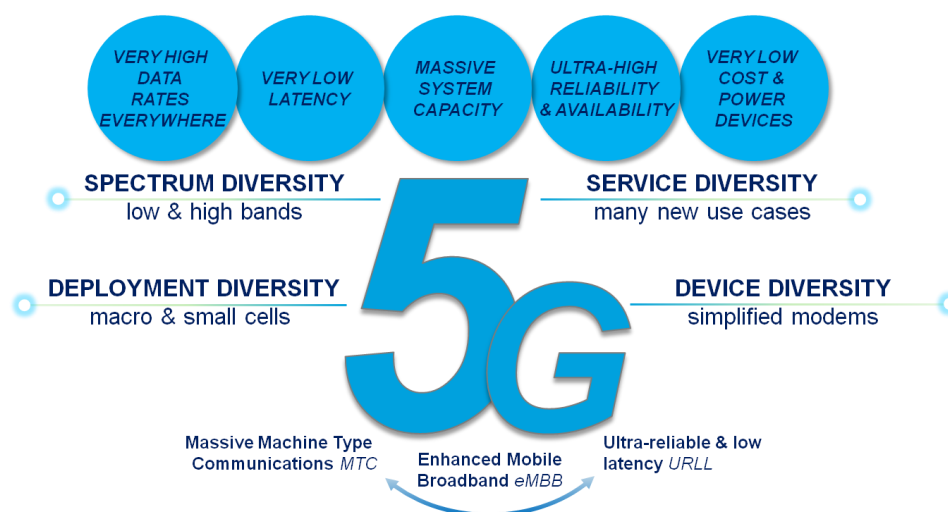 VERY HIGH
DATA
RATES
EVERYWHERE
VERY LOW
LATENCY
MASSIVE
SYSTEM
CAPACITY
ULTRA-HIGH
RELIABILITY
& AVAILABILITY
VERY LOW
COST &
POWER
DEVICES
SPECTRUM DIVERSITY
low & high bands
SERVICE DIVERSITY
many new use cases
DEPLOYMENT DIVERSITY
macro & small cells
DEVICE DIVERSITY
simplified modems
5G
Massive Machine Type
Communications MTC
Enhanced Mobile
Broadband eMBB
Ultra-reliable & low
latency URLL